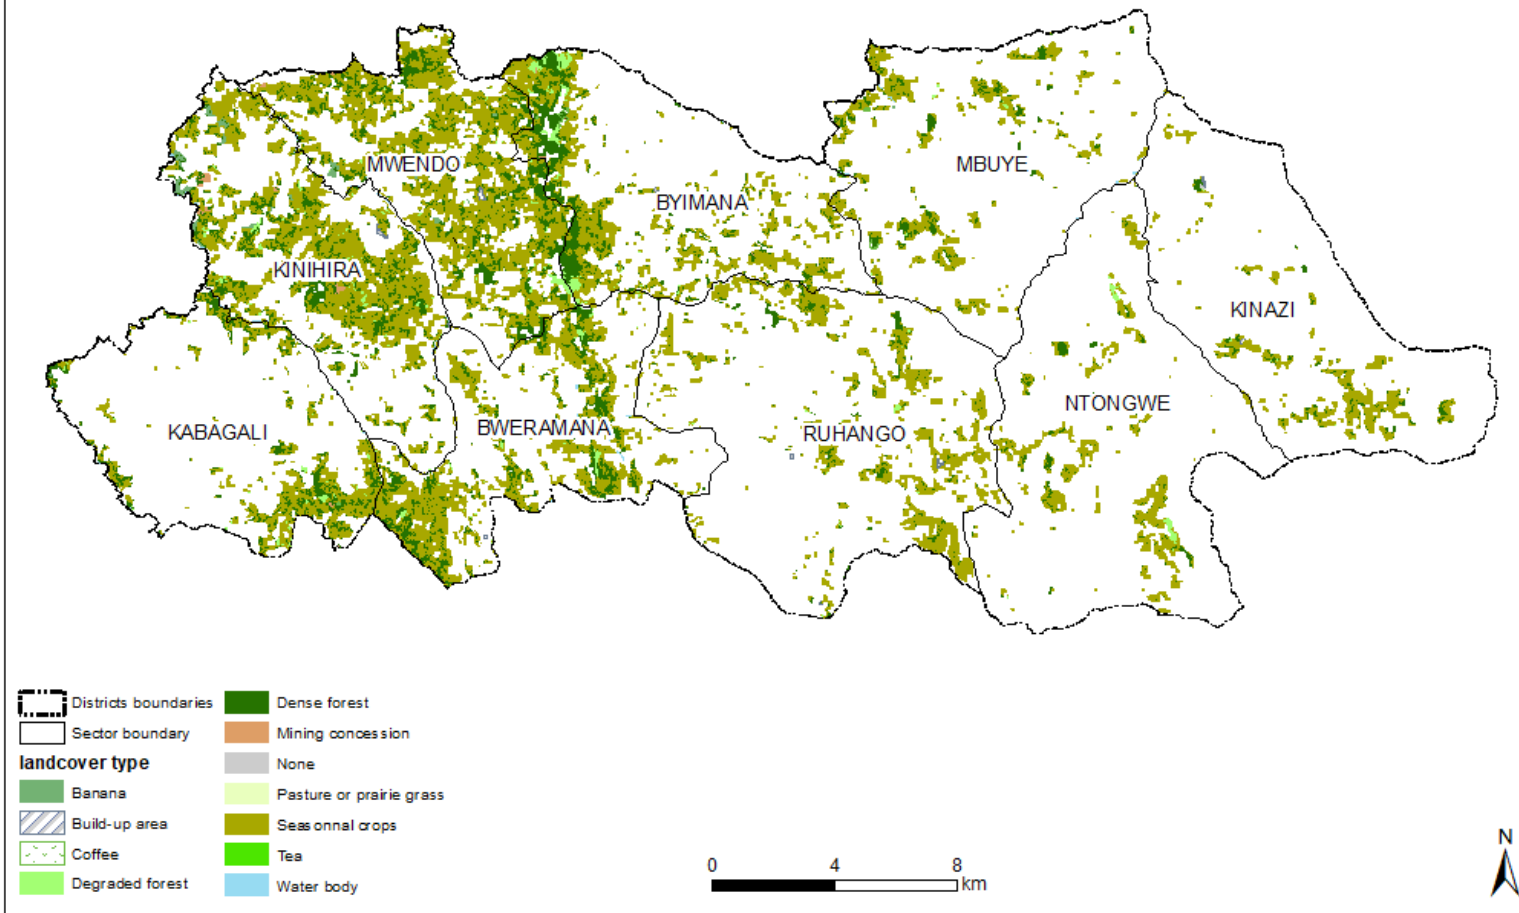 MWENDO
MBUYE
BYIMANA
KINIHIRA
KINAZI
NTONGWE
KABAGALI
BWERAMANA
RUHANGO
Districts boundaries
Sector boundary
landcover type
Banana
Build-up area
Coffee
Degraded forest
Dense forest
Mining concession
None
Pasture or prairie grass
Seasonnal crops
Tea
Water body
0 4 8
km
N